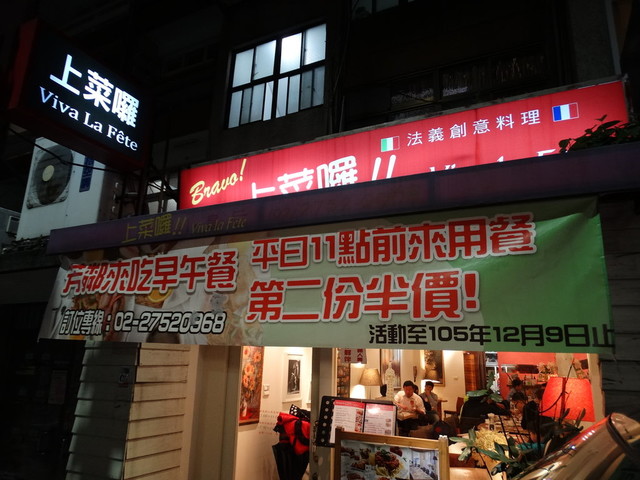 上菜囉
Viva La Fête
法義創意料理
Bravo!
上菜囉!!
上菜囉!! Viva la Fête
芳鄰來吃早午餐
平日11點前來用餐
第二份半價!
訂位專線：02-27520368
活動至105年12月9日止